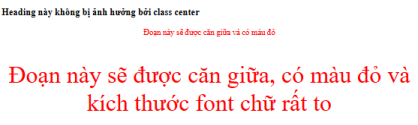 Heading này không bị ảnh hưởng bởi class center
Đoạn này sẽ được căn giữa và có màu đỏ
Đoạn này sẽ được căn giữa, có màu đỏ và
kích thước font chữ rất to